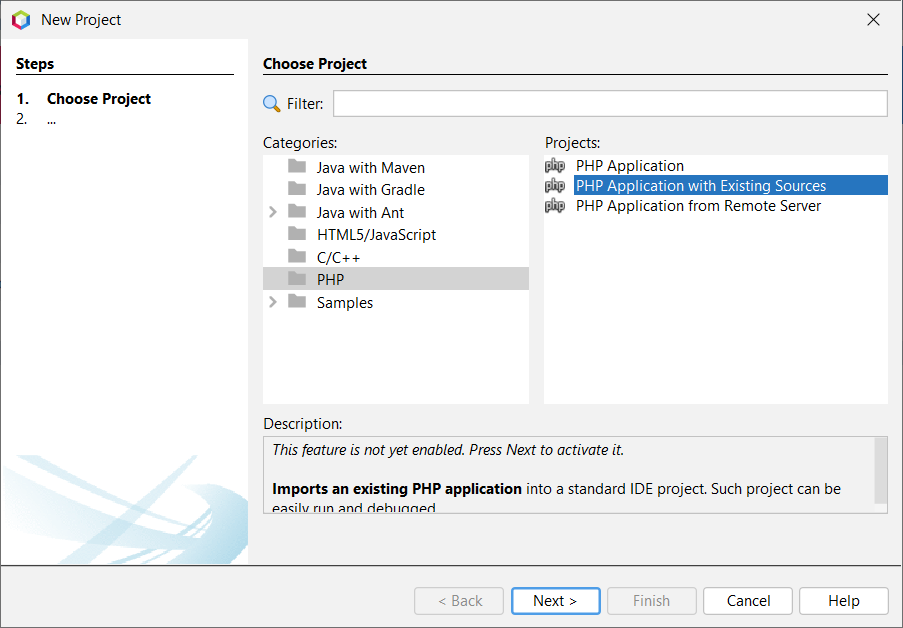 New Project
Steps
1. Choose Project
2. ...
Choose Project
Filter:
Categories:
Java with Maven
Java with Gradle
Java with Ant
HTML5/JavaScript
C/C++
PHP
Samples
Projects:
php PHP Application
php PHP Application with Existing Sources
php PHP Application from Remote Server
Description:
This feature is not yet enabled. Press Next to activate it.
Imports an existing PHP application into a standard IDE project. Such project can be
easily run and debugged
< Back
Next >
Finish
Cancel
Help